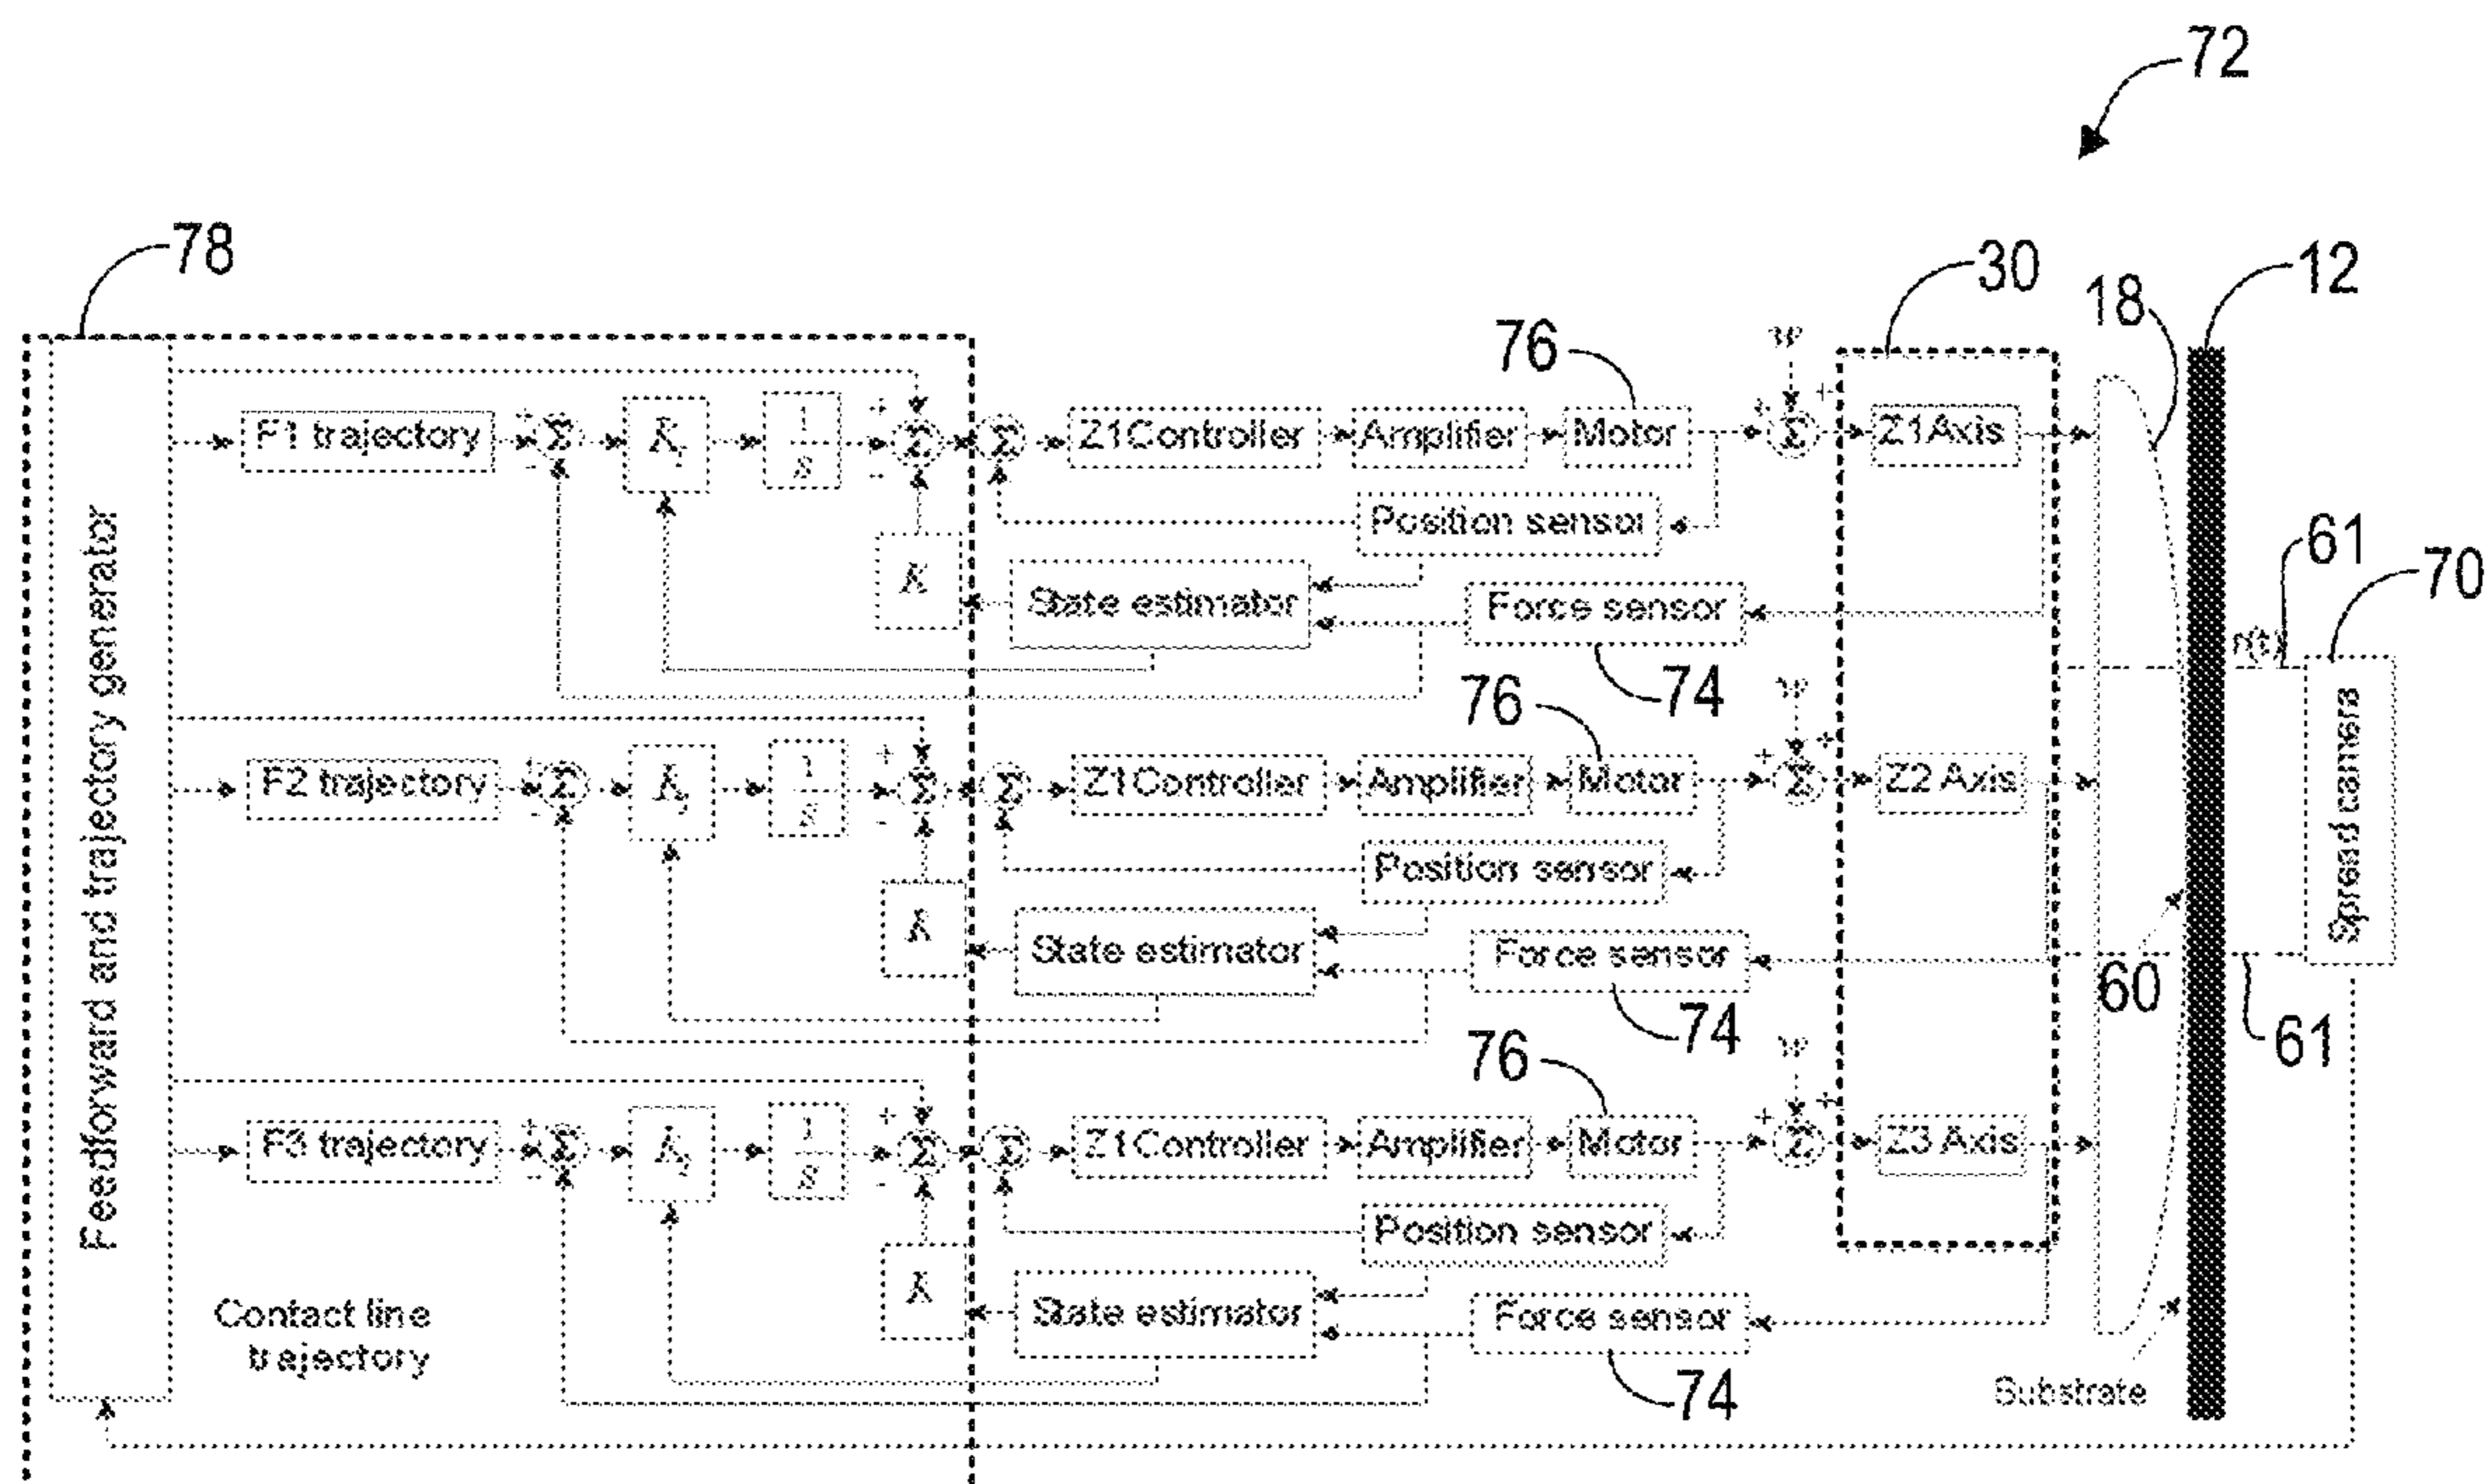 72
78
30
12
18
76
w
+
F1 trajectory
+
Σ
-
K
1
s
+
-
Σ
Σ
Z1Controller
Amplifier
Motor
+
Σ
Z1Axis
Position sensor
61
70
K
State estimator
Force sensor
r(t)
74
76
w
+
+
F2 trajectory
+
Σ
-
K
1
s
+
-
Σ
Σ
Z1Controller
Amplifier
Motor
Σ
Z2 Axis
Spread camera
Feedforward and trajectory generator
Position sensor
K
State estimator
Force sensor
60
61
74
76
w
+
+
F3 trajectory
+
Σ
-
K
1
s
+
-
Σ
Σ
Z1Controller
Amplifier
Motor
Σ
Z3 Axis
Position sensor
K
State estimator
Force sensor
Contact line
trajectory
74
Substrate